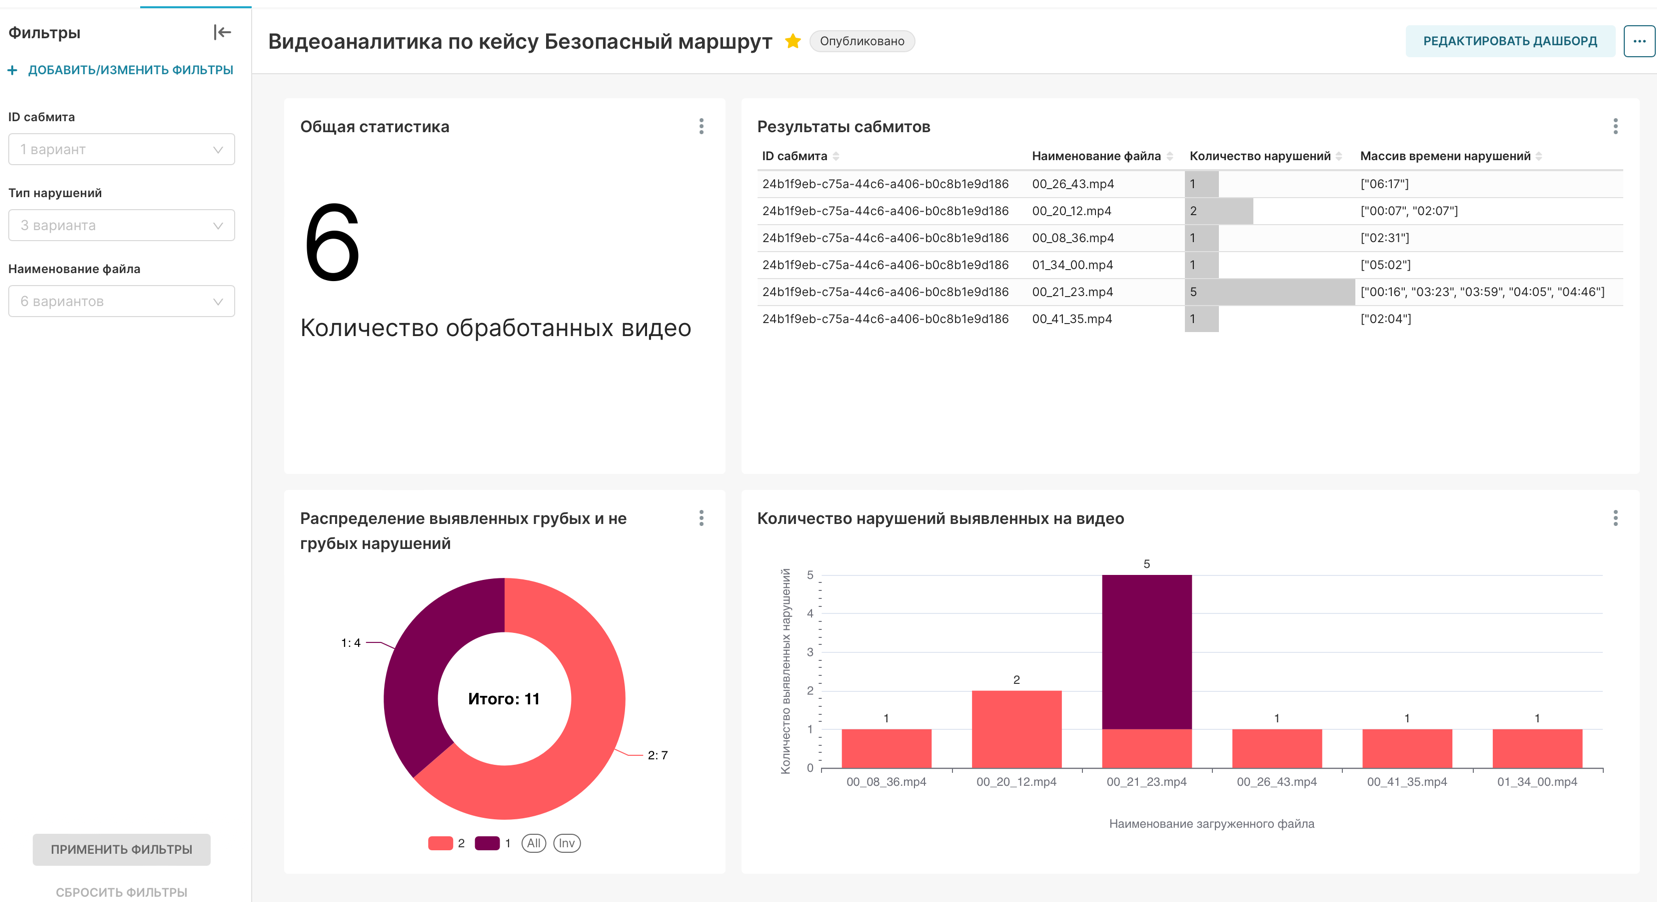 Фильтры
+ ДОБАВИТЬ/ИЗМЕНИТЬ ФИЛЬТРЫ
ID сабмита
1 вариант
Тип нарушений
3 варианта
Наименование файла
6 вариантов
ПРИМЕНИТЬ ФИЛЬТРЫ
СБРОСИТЬ ФИЛЬТРЫ
Видеоаналитика по кейсу Безопасный маршрут
Опубликовано
РЕДАКТИРОВАТЬ ДАШБОРД
Общая статистика
6
Количество обработанных видео
Результаты сабмитов
ID сабмита Наименование файла Количество нарушений Массив времени нарушений
24b1f9eb-c75a-44c6-a406-b0c8b1e9d186 00_26_43.mp4 1 ["06:17"]
24b1f9eb-c75a-44c6-a406-b0c8b1e9d186 00_20_12.mp4 2 ["00:07", "02:07"]
24b1f9eb-c75a-44c6-a406-b0c8b1e9d186 00_08_36.mp4 1 ["02:31"]
24b1f9eb-c75a-44c6-a406-b0c8b1e9d186 01_34_00.mp4 1 ["05:02"]
24b1f9eb-c75a-44c6-a406-b0c8b1e9d186 00_21_23.mp4 5 ["00:16", "03:23", "03:59", "04:05", "04:46"]
24b1f9eb-c75a-44c6-a406-b0c8b1e9d186 00_41_35.mp4 1 ["02:04"]
Распределение выявленных грубых и не
грубых нарушений
1: 4
Итого: 11
2: 7
2 1 All Inv
Количество нарушений выявленных на видео
Количество выявленных нарушений
5
4
3
2
1
0
1 2 5 1 1 1
00_08_36.mp4 00_20_12.mp4 00_21_23.mp4 00_26_43.mp4 00_41_35.mp4 01_34_00.mp4
Наименование загруженного файла